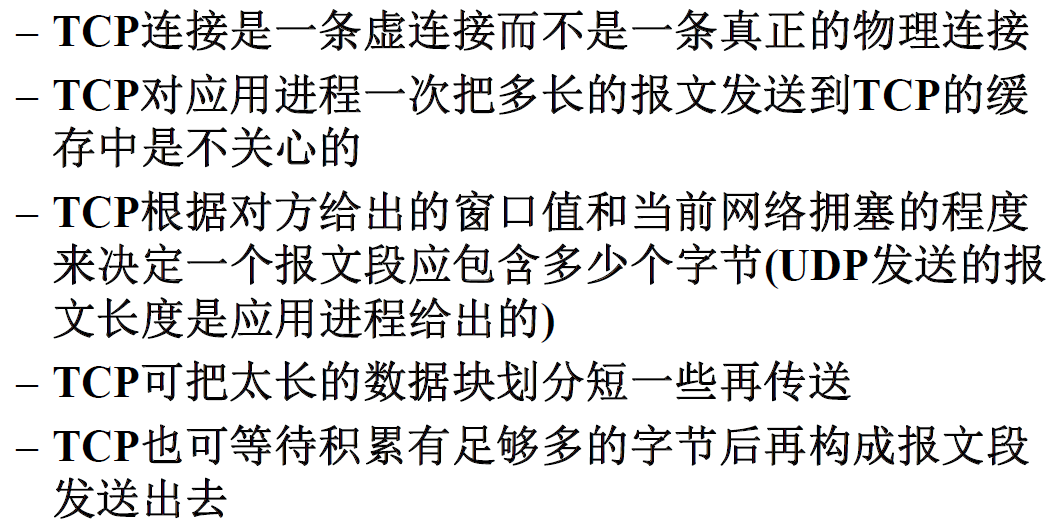 – TCP连接是一条虚连接而不是一条真正的物理连接
– TCP对应用进程一次把多长的报文发送到TCP的缓
存中是不关心的
– TCP根据对方给出的窗口值和当前网络拥塞的程度
来决定一个报文段应包含多少个字节(UDP发送的报
文长度是应用进程给出的)
– TCP可把太长的数据块划分短一些再传送
– TCP也可等待积累有足够多的字节后再构成报文段
发送出去